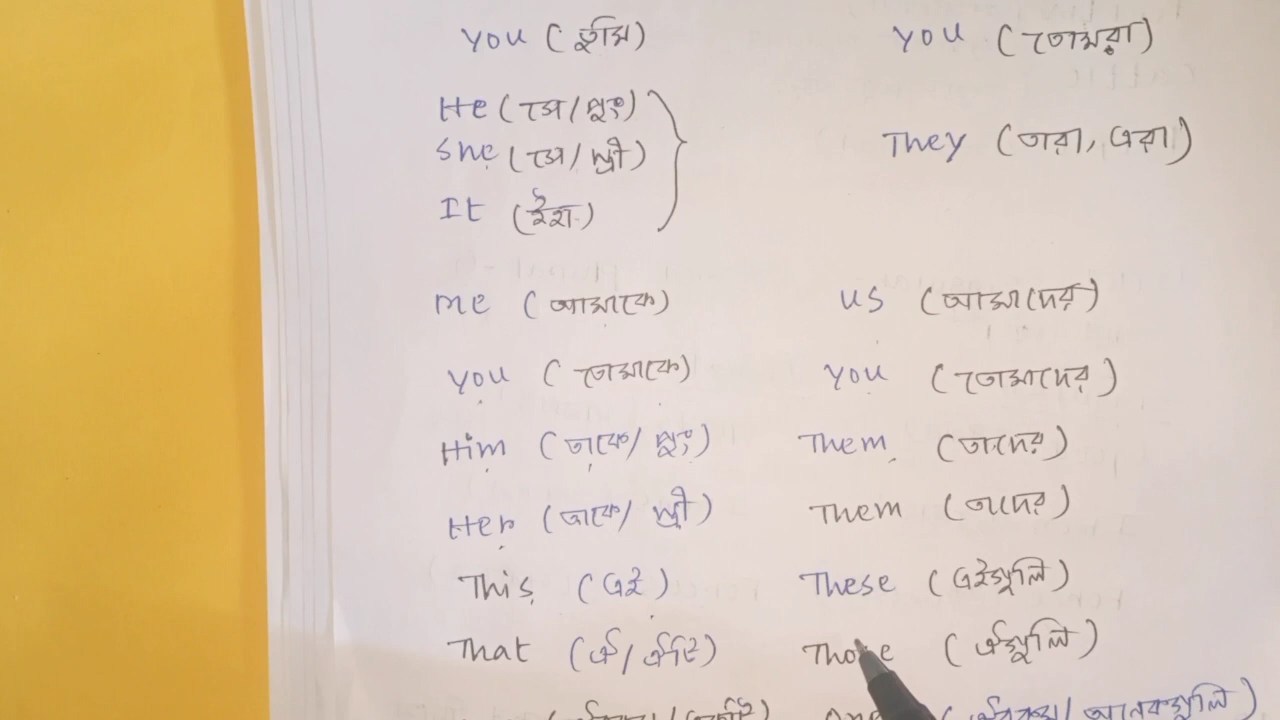 You (তুমি) You (তোমরা)
He (সে/পুং)
She (সে/স্ত্রী) They (তারা, এরা)
It (ইহা)
me (আমাকে) us (আমাদের)
you (তোমাকে) you (তোমাদের)
Him (তাকে/পুং) Them (তাদের)
Her (তাকে/স্ত্রী) Them (তাদের)
This (এই) These (এইগুলি)
That (ঐ/ঐটি) Those (ঐগুলি)